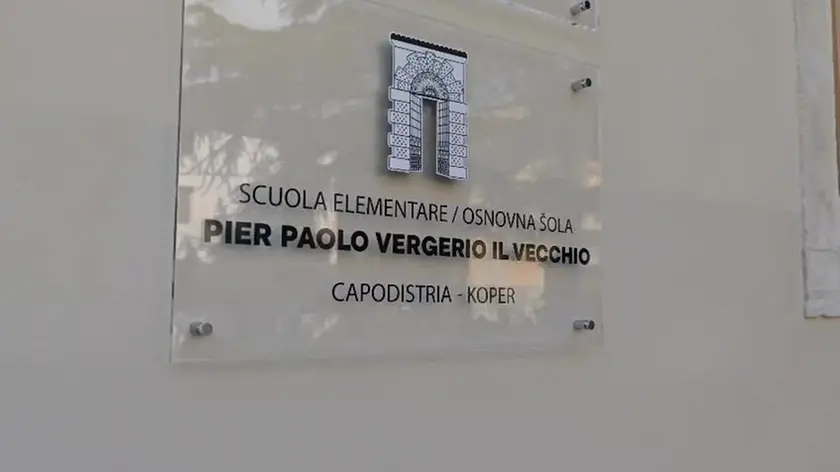 SCUOLA ELEMENTARE / OSNOVNA ŠOLA
PIER PAOLO VERGERIO IL VECCHIO
CAPODISTRIA - KOPER